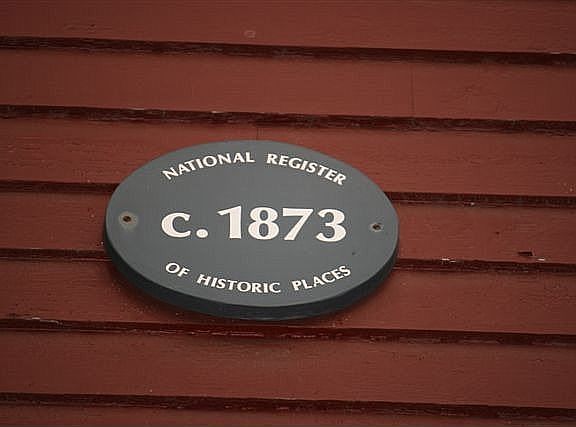 NATIONAL REGISTER
c. 1873
OF HISTORIC PLACES